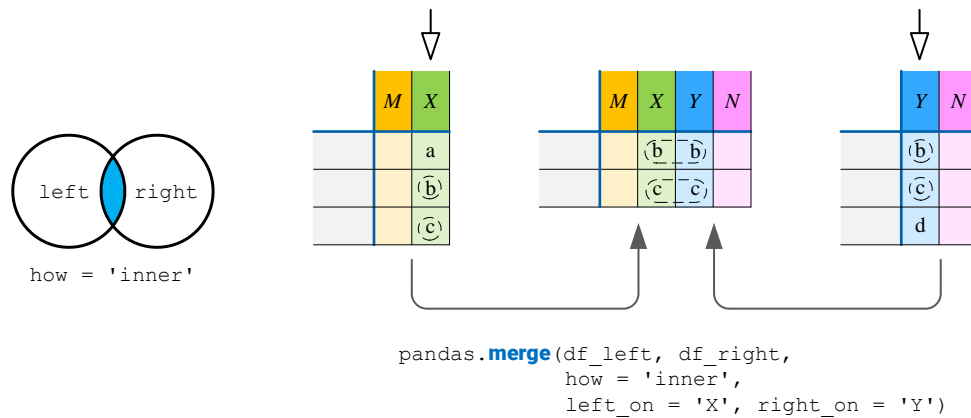 M X
a
b
c
M X Y N
b b
c c
Y N
b
c
d
left right
how = 'inner'
pandas.merge(df_left, df_right,
how = 'inner',
left_on = 'X', right_on = 'Y')